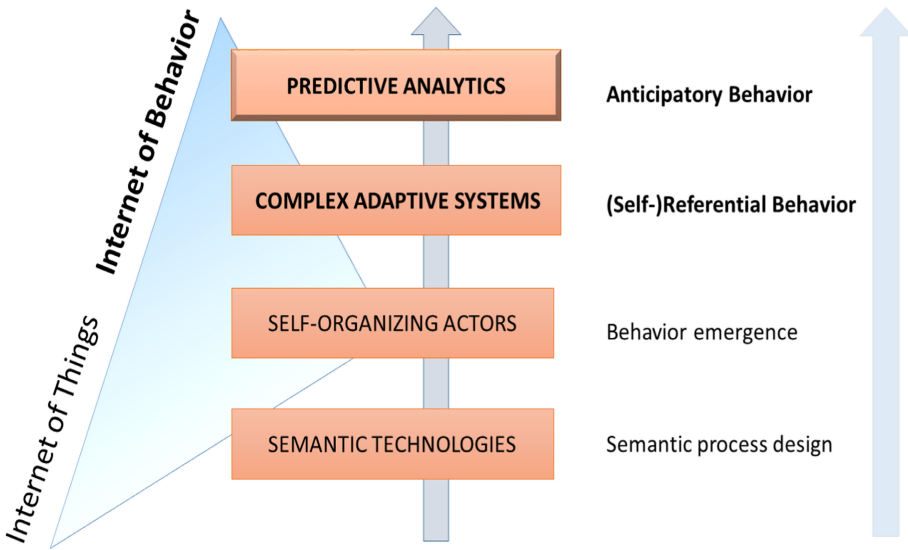 Internet of Behavior
Internet of Things
PREDICTIVE ANALYTICS
Anticipatory Behavior
COMPLEX ADAPTIVE SYSTEMS
(Self-)Referential Behavior
SELF-ORGANIZING ACTORS
Behavior emergence
SEMANTIC TECHNOLOGIES
Semantic process design